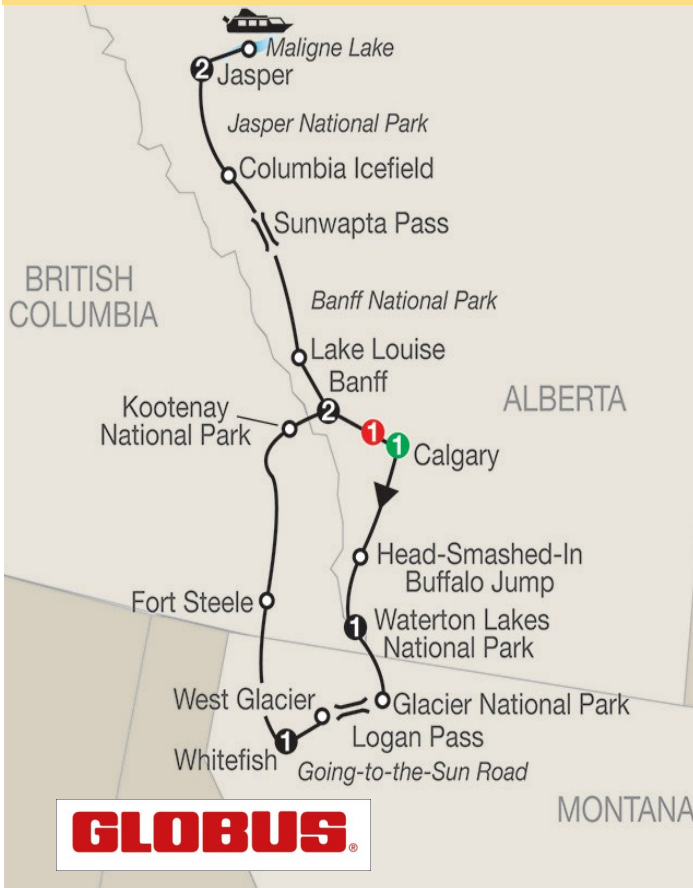 Maligne Lake
2
Jasper
Jasper National Park
Columbia Icefield
Sunwapta Pass
BRITISH
COLUMBIA
Banff National Park
Lake Louise
Banff
2
ALBERTA
Kootenay
National Park
1
1
Calgary
Head-Smashed-In
Buffalo Jump
Fort Steele
1
Waterton Lakes
National Park
West Glacier
Glacier National Park
Logan Pass
1
Whitefish
Going-to-the-Sun Road
MONTANA
GLOBUS®